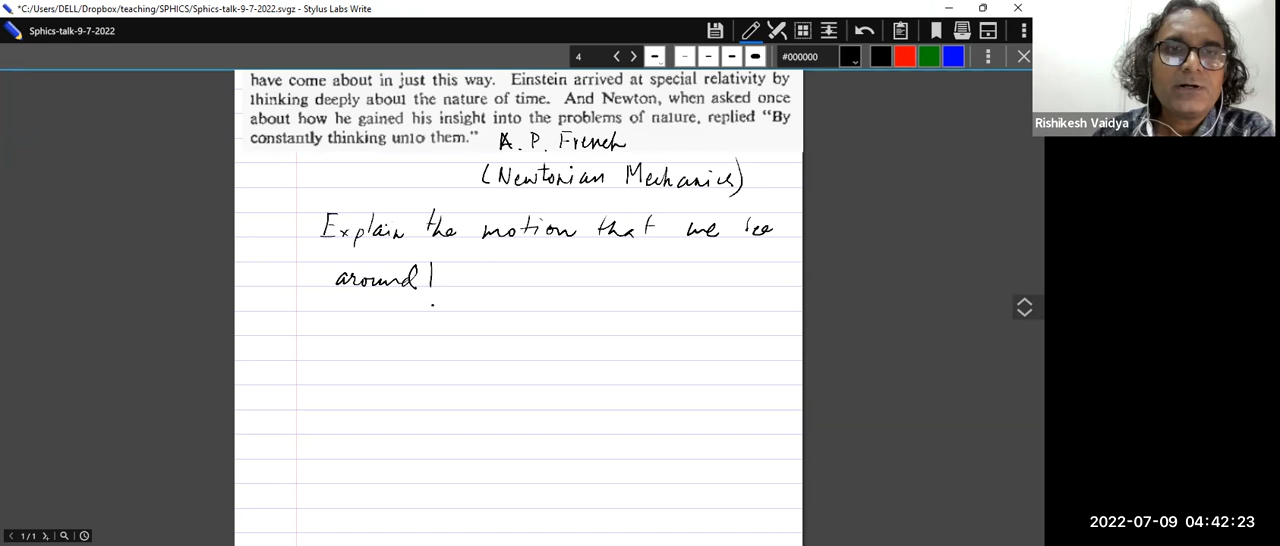 *C:/Users/DELL/Dropbox/teaching/SPHICS/Sphics-talk-9-7-2022.svgz - Stylus Labs Write
Sphics-talk-9-7-2022
4
#000000
have come about in just this way. Einstein arrived at special relativity by
thinking deeply about the nature of time. And Newton, when asked once
about how he gained his insight into the problems of nature, replied “By
constantly thinking unto them.” A. P. French
(Newtonian Mechanics)
Explain the motion that we see
around!
Rishikesh Vaidya
1/1
2022-07-09 04:42:23